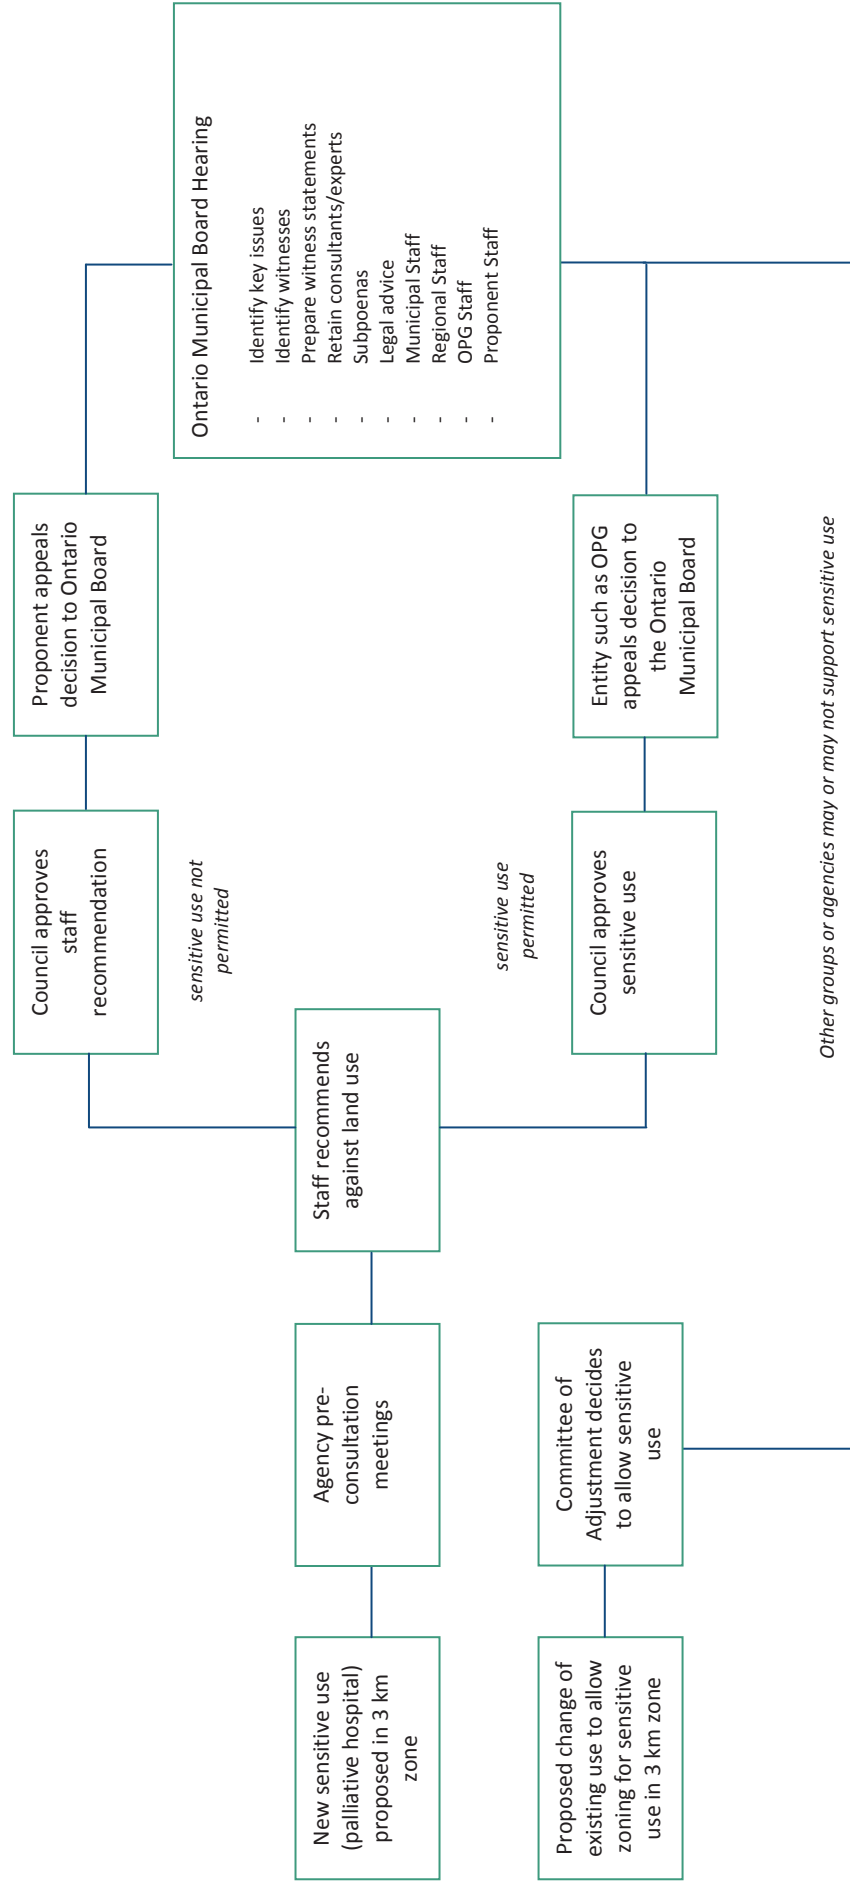 New sensitive use
(palliative hospital)
proposed in 3 km
zone
Agency pre-
consultation
meetings
Staff recommends
against land use
Council approves
staff
recommendation
Proponent appeals
decision to Ontario
Municipal Board
sensitive use not
permitted
sensitive use
permitted
Council approves
sensitive use
Entity such as OPG
appeals decision to
the Ontario
Municipal Board
Ontario Municipal Board Hearing
- Identify key issues
- Identify witnesses
- Prepare witness statements
- Retain consultants/experts
- Subpoenas
- Legal advice
- Municipal Staff
- Regional Staff
- OPG Staff
- Proponent Staff
Proposed change of
existing use to allow
zoning for sensitive
use in 3 km zone
Committee of
Adjustment decides
to allow sensitive
use
Other groups or agencies may or may not support sensitive use